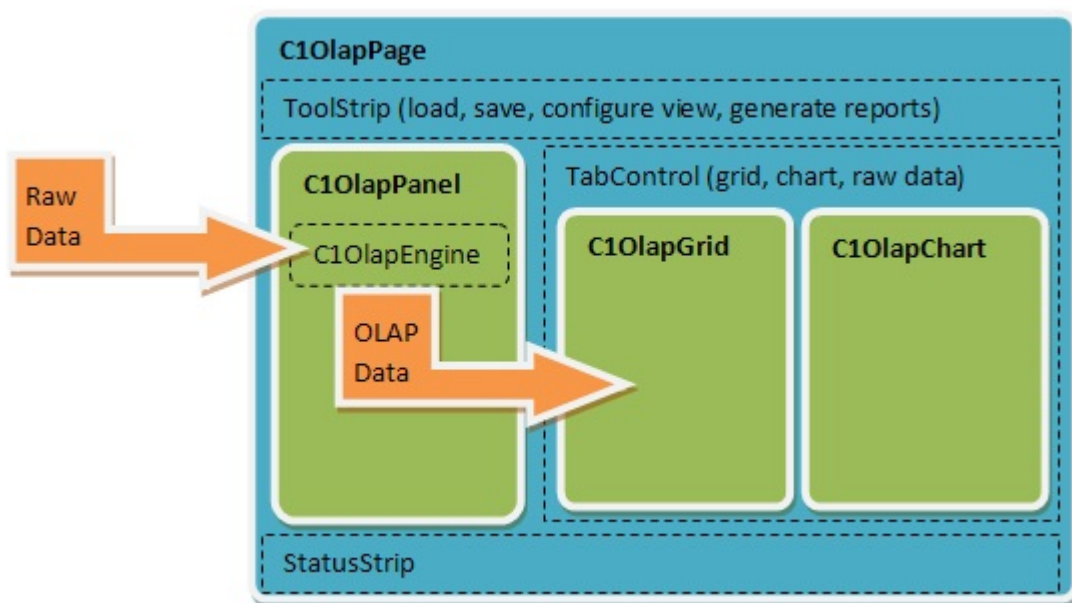 C1OlapPage
ToolStrip (load, save, configure view, generate reports)
Raw
Data
C1OlapPanel
C1OlapEngine
OLAP
Data
TabControl (grid, chart, raw data)
C1OlapGrid
C1OlapChart
StatusStrip